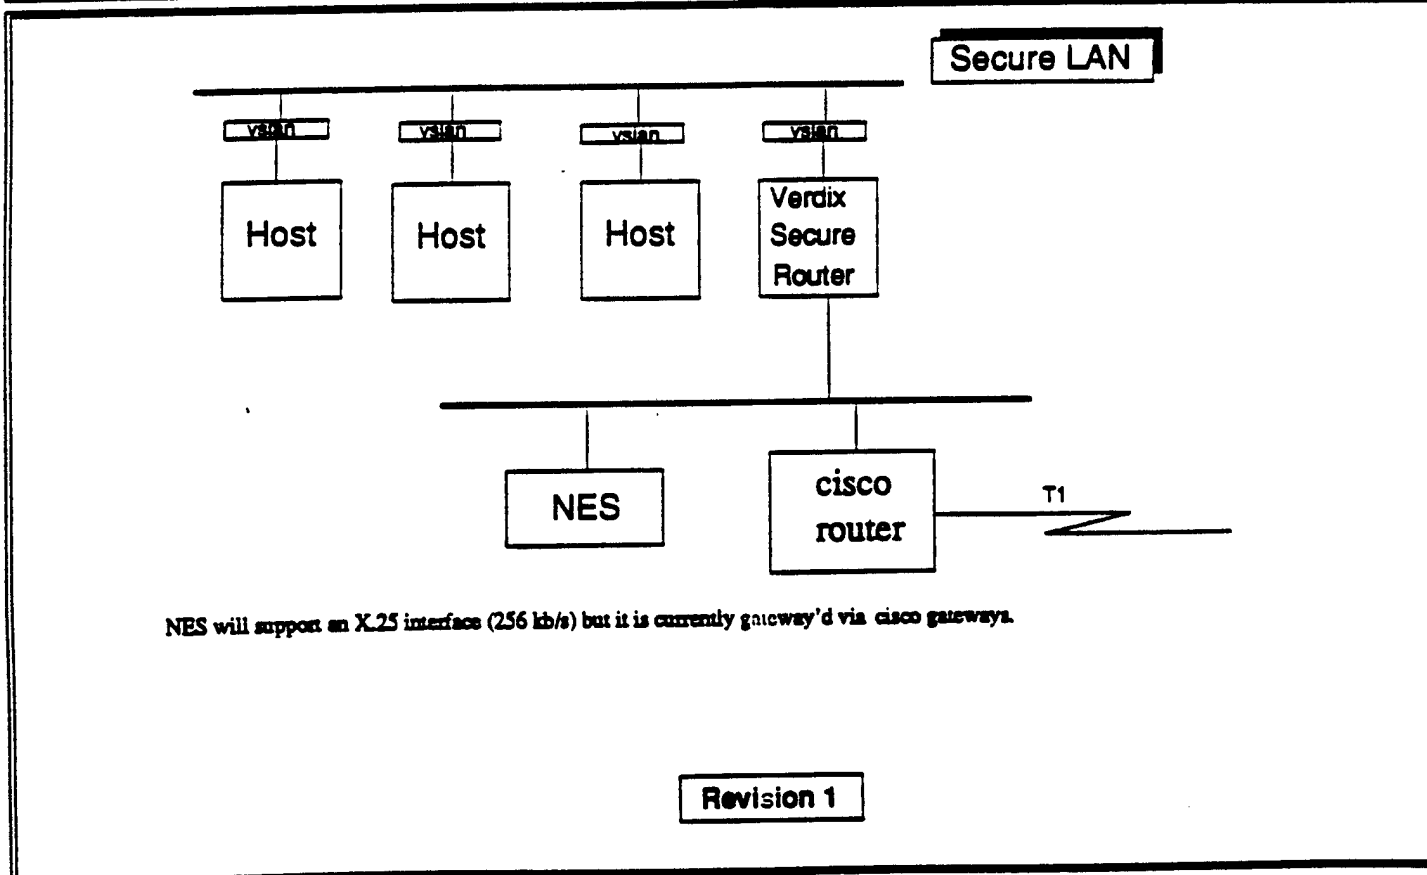 Secure LAN
vslan
vslan
vslan
vslan
Host
Host
Host
Verdix
Secure
Router
NES
cisco
router
T1
NES will support an X.25 interface (256 kb/s) but it is currently gateway'd via cisco gateways.
Revision 1